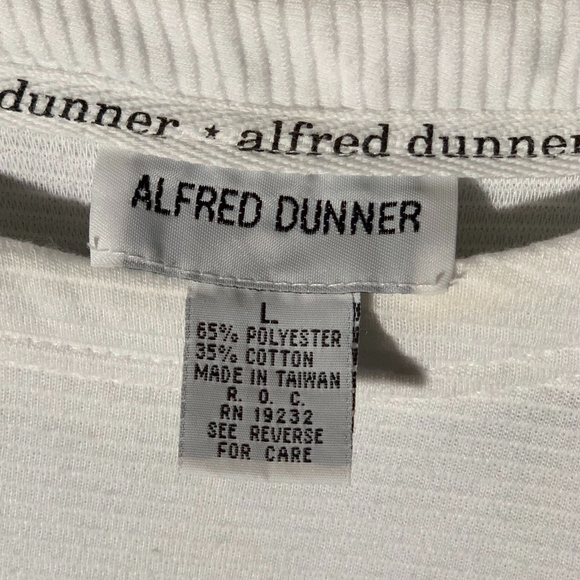 dunner * alfred dunner
ALFRED DUNNER
L
65% POLYESTER
35% COTTON
MADE IN TAIWAN
R. O. C.
RN 19232
SEE REVERSE
FOR CARE